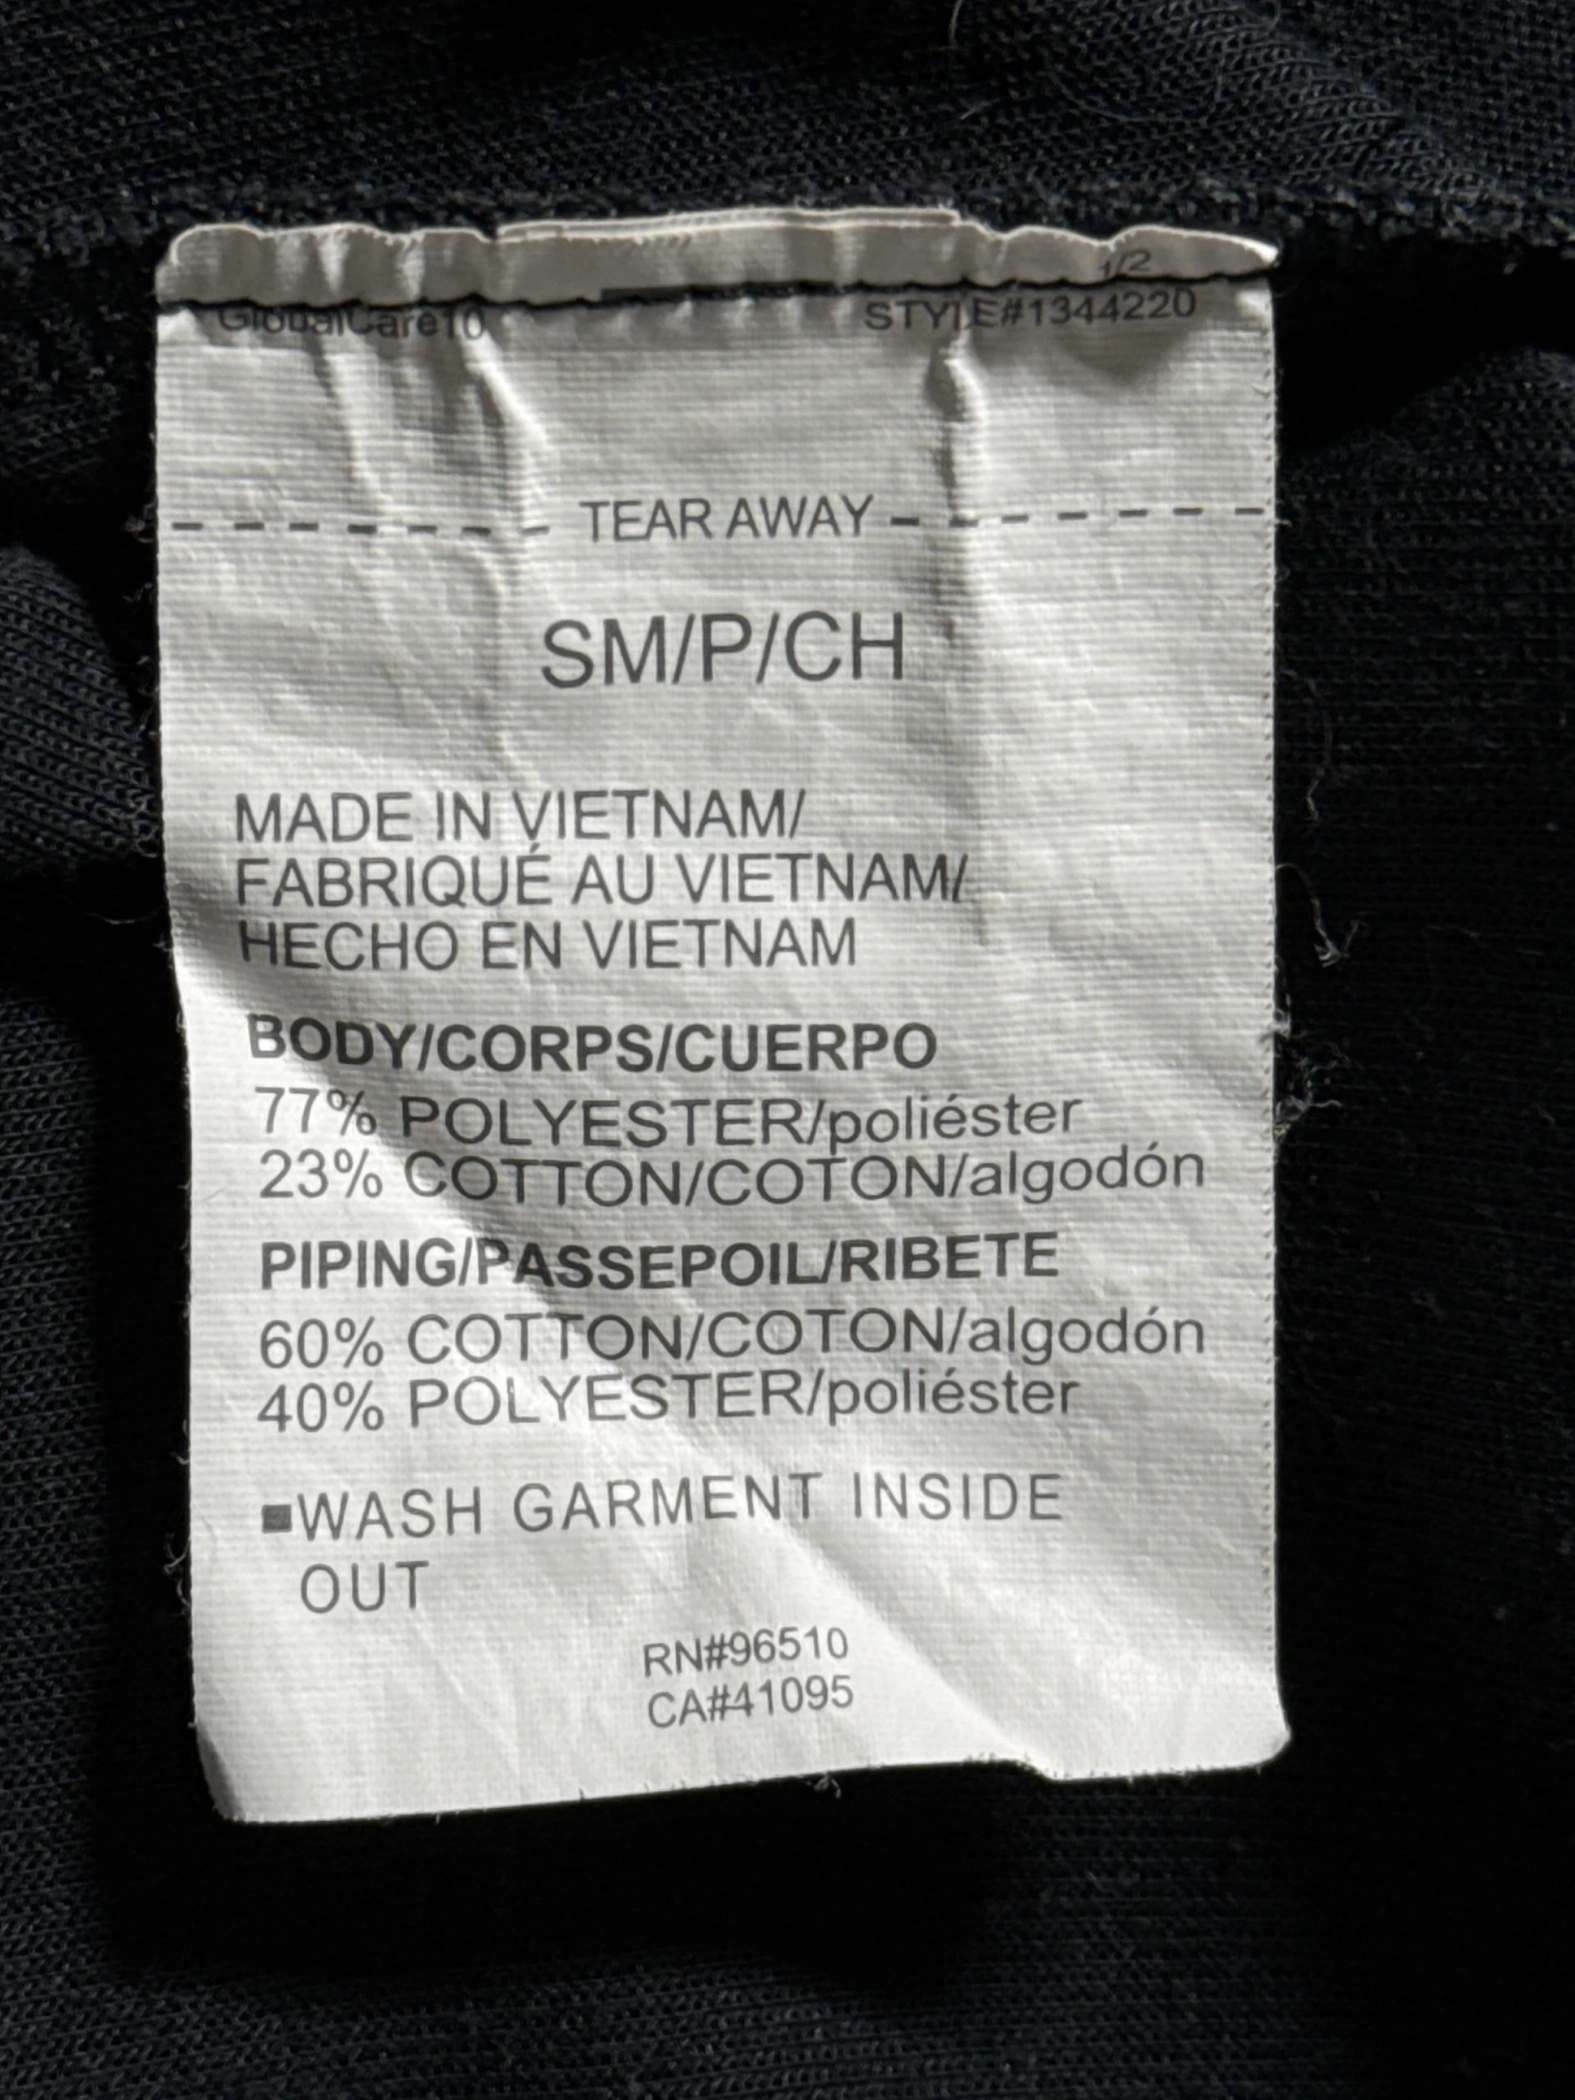 1/2
GlobalCare10 STYLE#1344220
TEAR AWAY
SM/P/CH
MADE IN VIETNAM/
FABRIQUÉ AU VIETNAM/
HECHO EN VIETNAM
BODY/CORPS/CUERPO
77% POLYESTER/poliéster
23% COTTON/COTON/algodón
PIPING/PASSEPOIL/RIBETE
60% COTTON/COTON/algodón
40% POLYESTER/poliéster
▪WASH GARMENT INSIDE
OUT
RN#96510
CA#41095